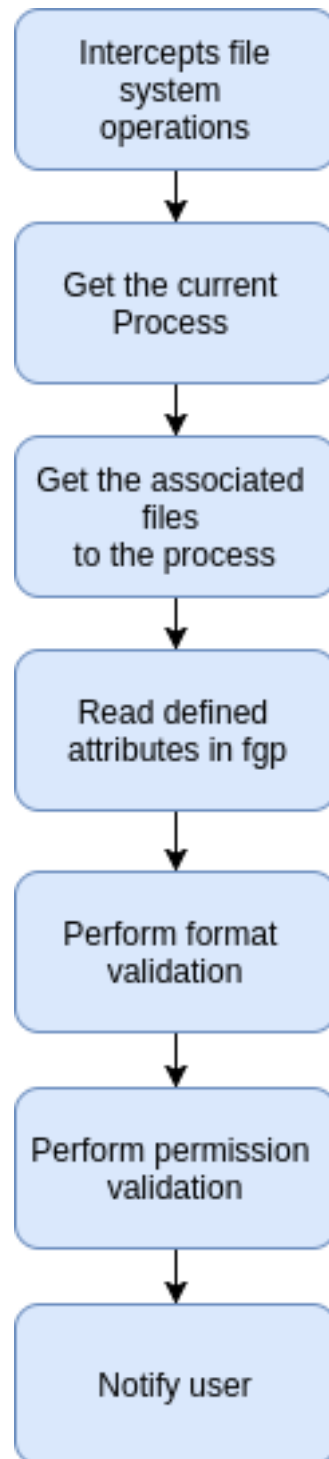 Intercepts file
system
operations
Get the current
Process
Get the associated
files
to the process
Read defined
attributes in fgp
Perform format
validation
Perform permission
validation
Notify user